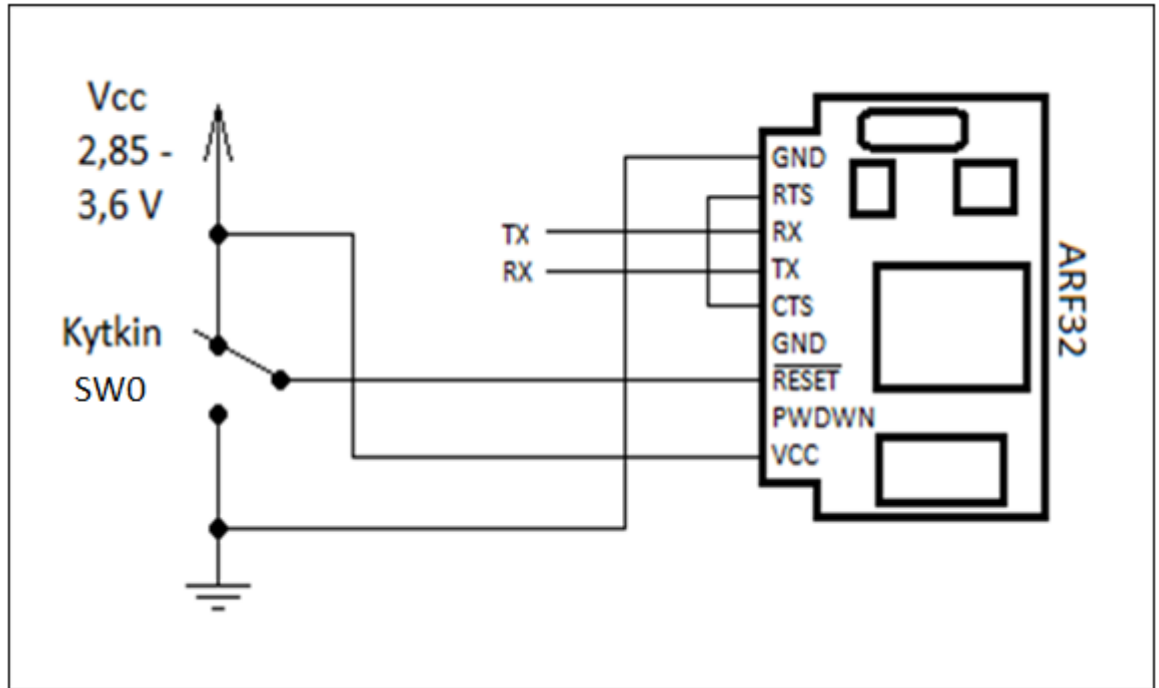 Vcc
2,85 -
3,6 V
Kytkin
SW0
TX
RX
GND
RTS
RX
TX
CTS
GND
RESET
PWDWN
VCC
ARF32